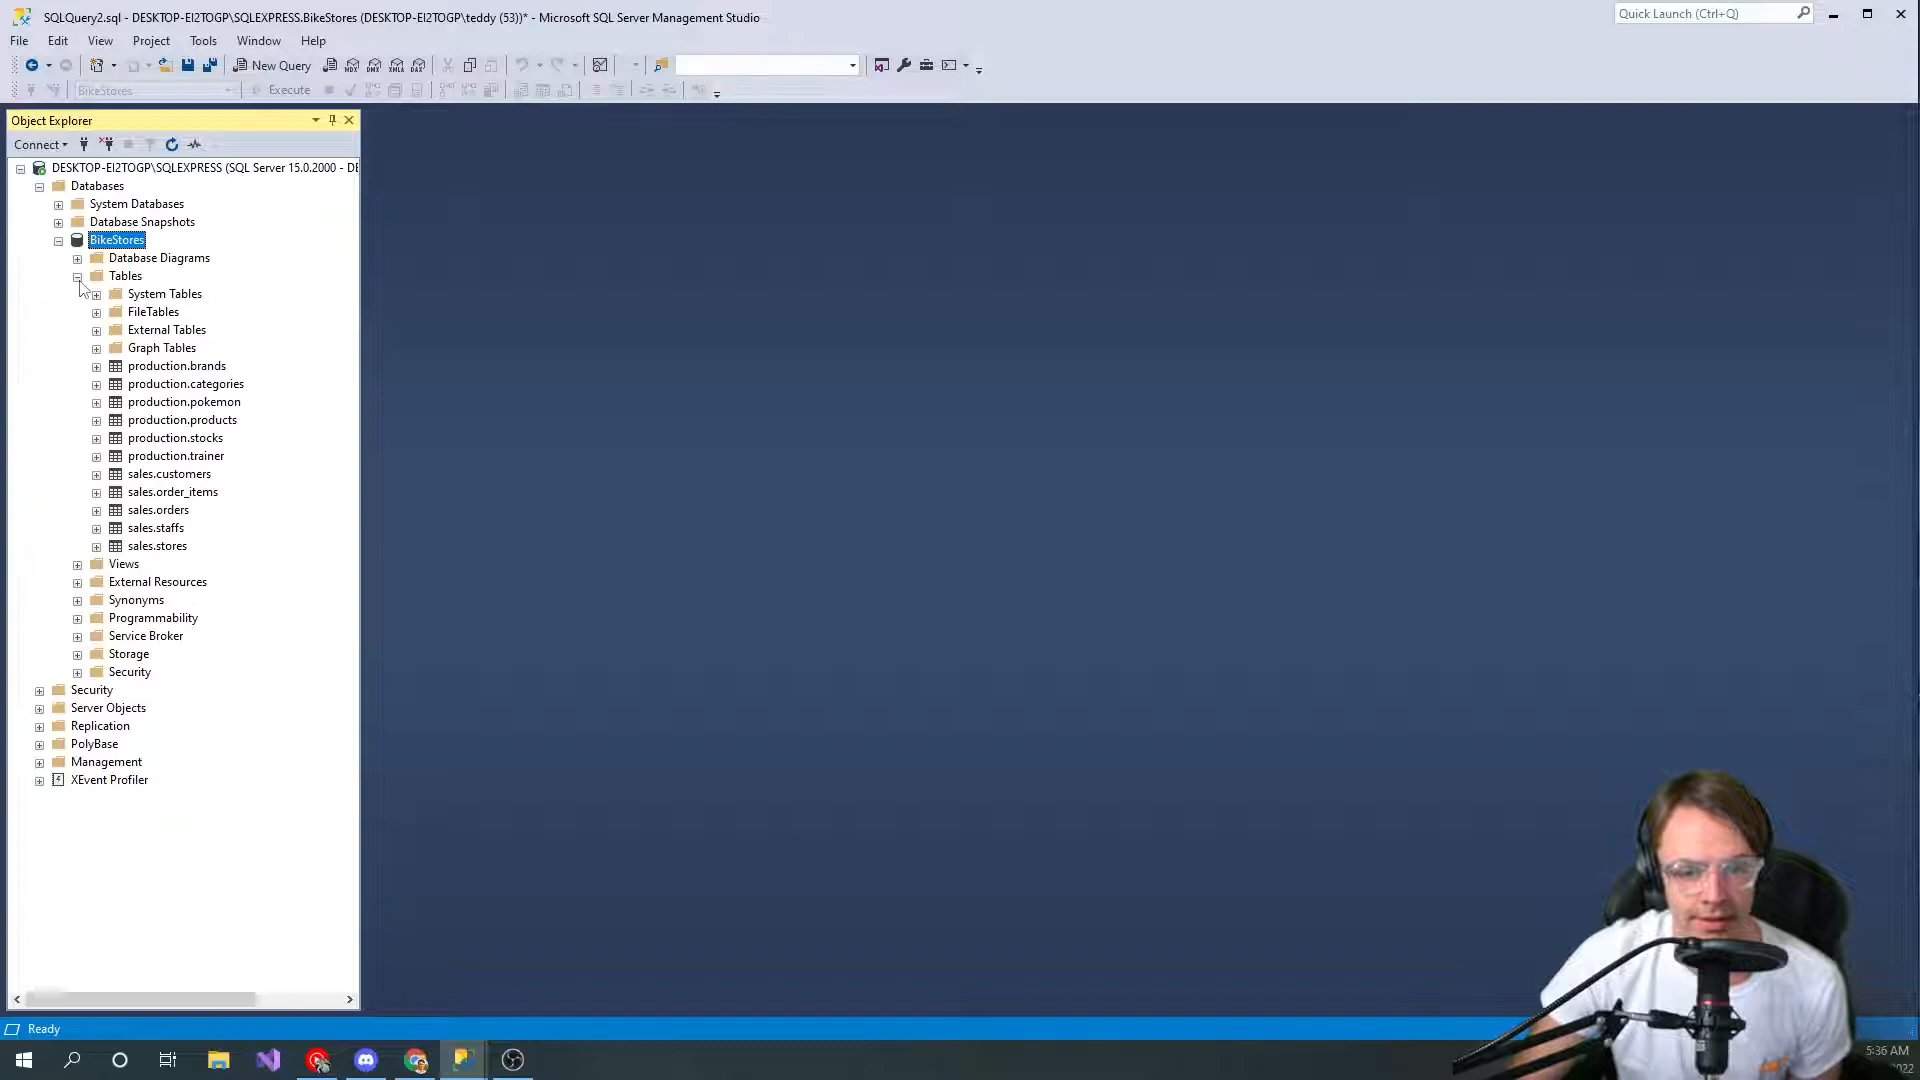 SQLQuery2.sql - DESKTOP-EI2TOGP\SQLEXPRESS.BikeStores (DESKTOP-EI2TOGP\teddy (53))* - Microsoft SQL Server Management Studio
Quick Launch (Ctrl+Q)
File Edit View Project Tools Window Help
New Query
MDX DMX XMLA DAX
BikeStores
Execute
Object Explorer
Connect
DESKTOP-EI2TOGP\SQLEXPRESS (SQL Server 15.0.2000 - DE
Databases
System Databases
Database Snapshots
BikeStores
Database Diagrams
Tables
System Tables
FileTables
External Tables
Graph Tables
production.brands
production.categories
production.pokemon
production.products
production.stocks
production.trainer
sales.customers
sales.order_items
sales.orders
sales.staffs
sales.stores
Views
External Resources
Synonyms
Programmability
Service Broker
Storage
Security
Security
Server Objects
Replication
PolyBase
Management
XEvent Profiler
Ready
5:36 AM
2022